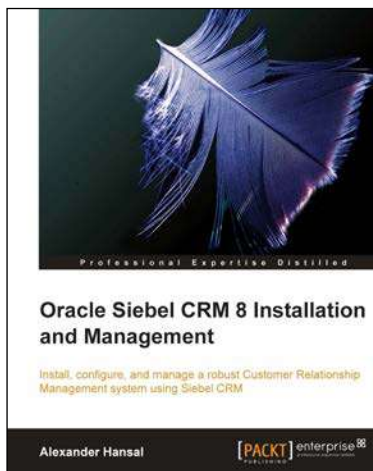 Professional Expertise Distilled
Oracle Siebel CRM 8 Installation
and Management
Install, configure, and manage a robust Customer Relationship
Management system using Siebel CRM
Alexander Hansal
[PACKT] enterprise
PUBLISHING